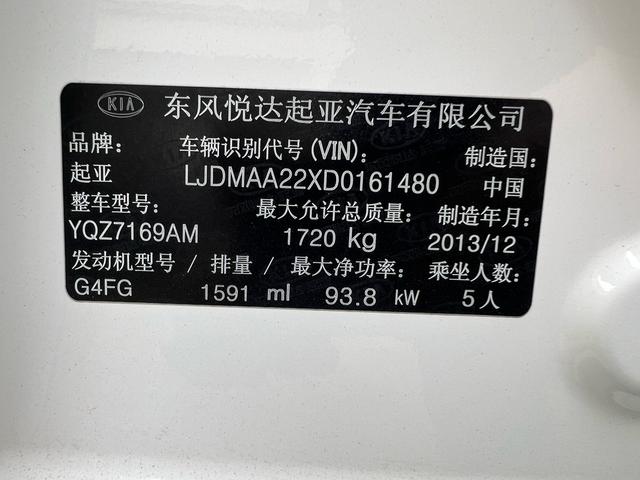 KIA 东风悦达起亚汽车有限公司
品牌： 车辆识别代号(VIN)： 制造国：
起亚 LJDMAA22XD0161480 中国
整车型号： 最大允许总质量： 制造年月：
YQZ7169AM 1720 kg 2013/12
发动机型号 / 排量 / 最大净功率： 乘坐人数：
G4FG 1591 ml 93.8 kW 5人